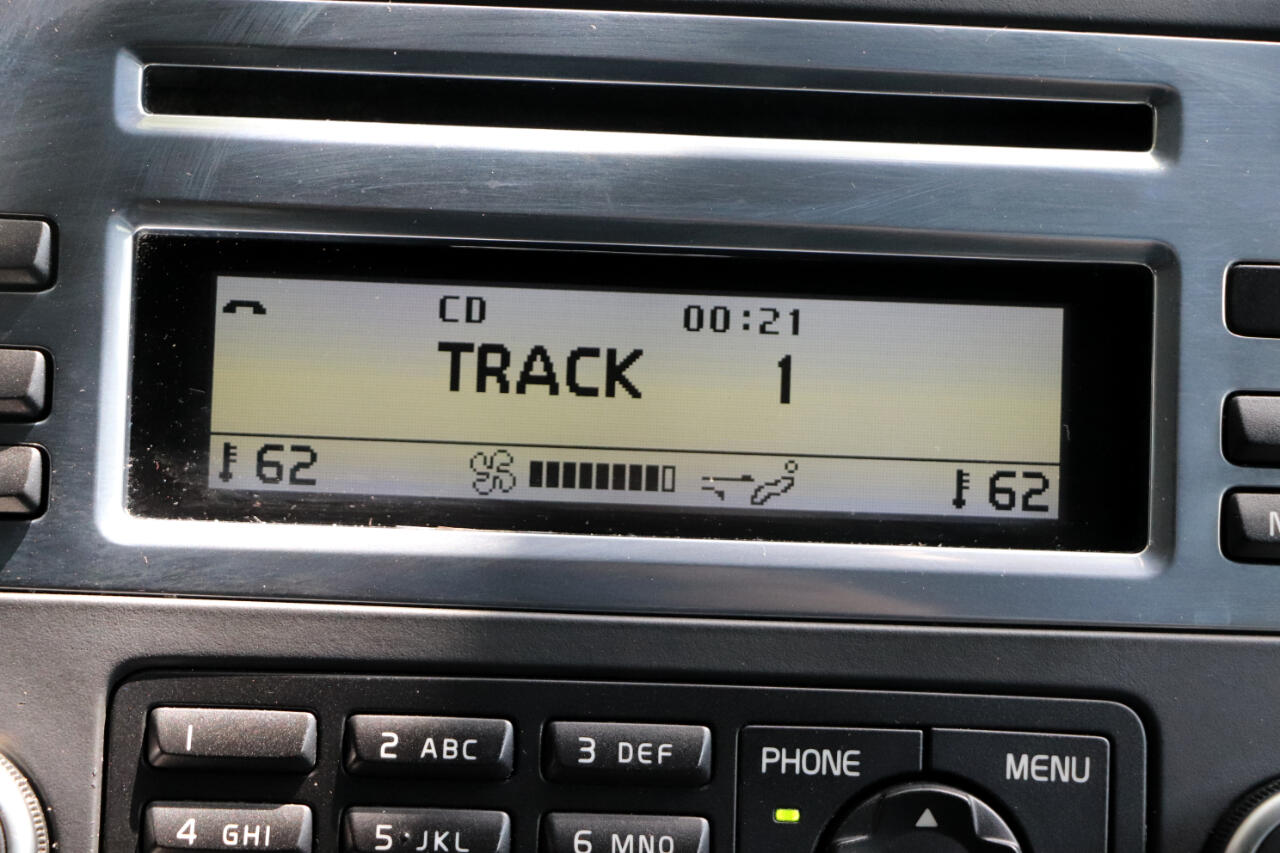 CD 00:21
TRACK 1
62 62
1 2 ABC 3 DEF
PHONE MENU
4 GHI 5 JKL 6 MNO